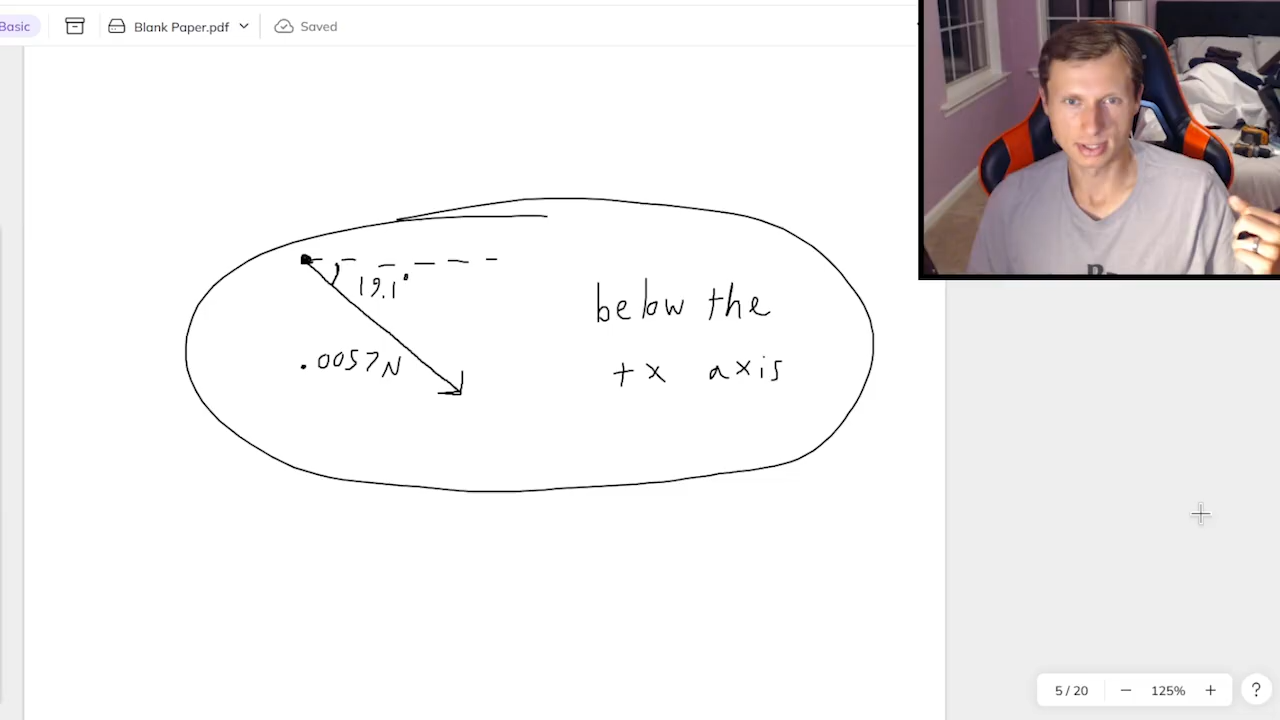 Basic
Blank Paper.pdf
Saved
19.1°
below the
.0057N
+x axis
5 / 20
125%
?